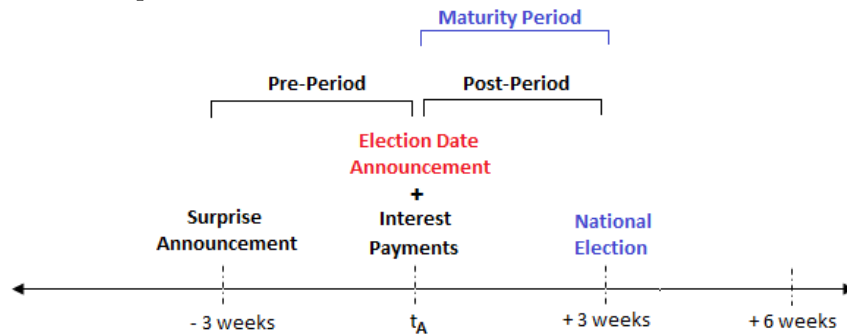 Maturity Period
Pre-Period
Post-Period
Election Date
Announcement
+
Surprise
Announcement
Interest
Payments
National
Election
- 3 weeks
tA
+ 3 weeks
+ 6 weeks